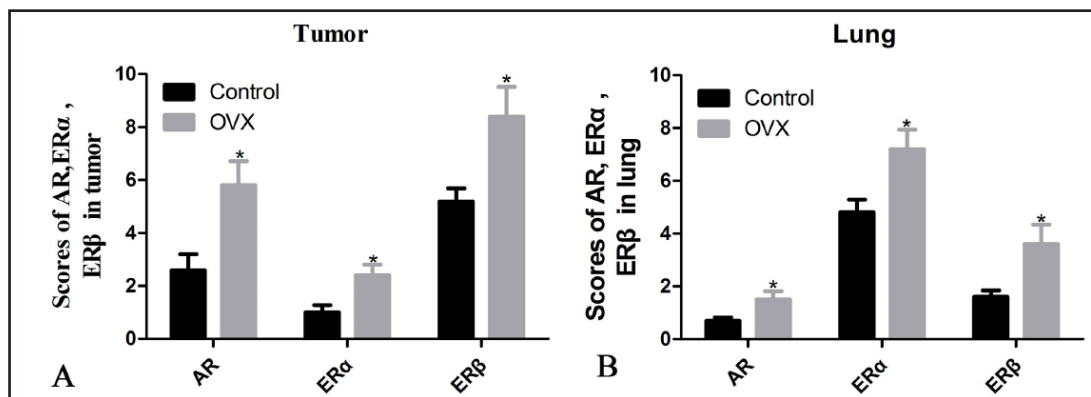 Tumor
Scores of AR,ERα ,
ERβ in tumor
10
8
6
4
2
0
Control
OVX
*
*
*
AR
ERα
ERβ
A
Lung
Scores of AR, ERα ,
ERβ in lung
10
8
6
4
2
0
Control
OVX
*
*
*
AR
ERα
ERβ
B